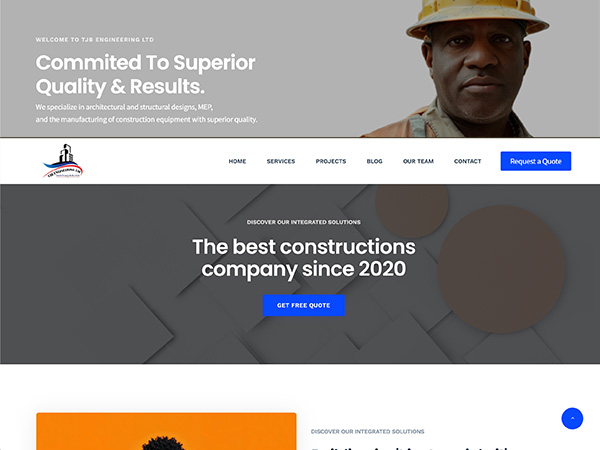 WELCOME TO TJB ENGINEERING LTD
Commited To Superior
Quality & Results.
We specialize in architectural and structural designs, MEP,
and the manufacturing of construction equipment with superior quality.
HOME SERVICES PROJECTS BLOG OUR TEAM CONTACT Request a Quote
DISCOVER OUR INTEGRATED SOLUTIONS
The best constructions
company since 2020
GET FREE QUOTE
DISCOVER OUR INTEGRATED SOLUTIONS